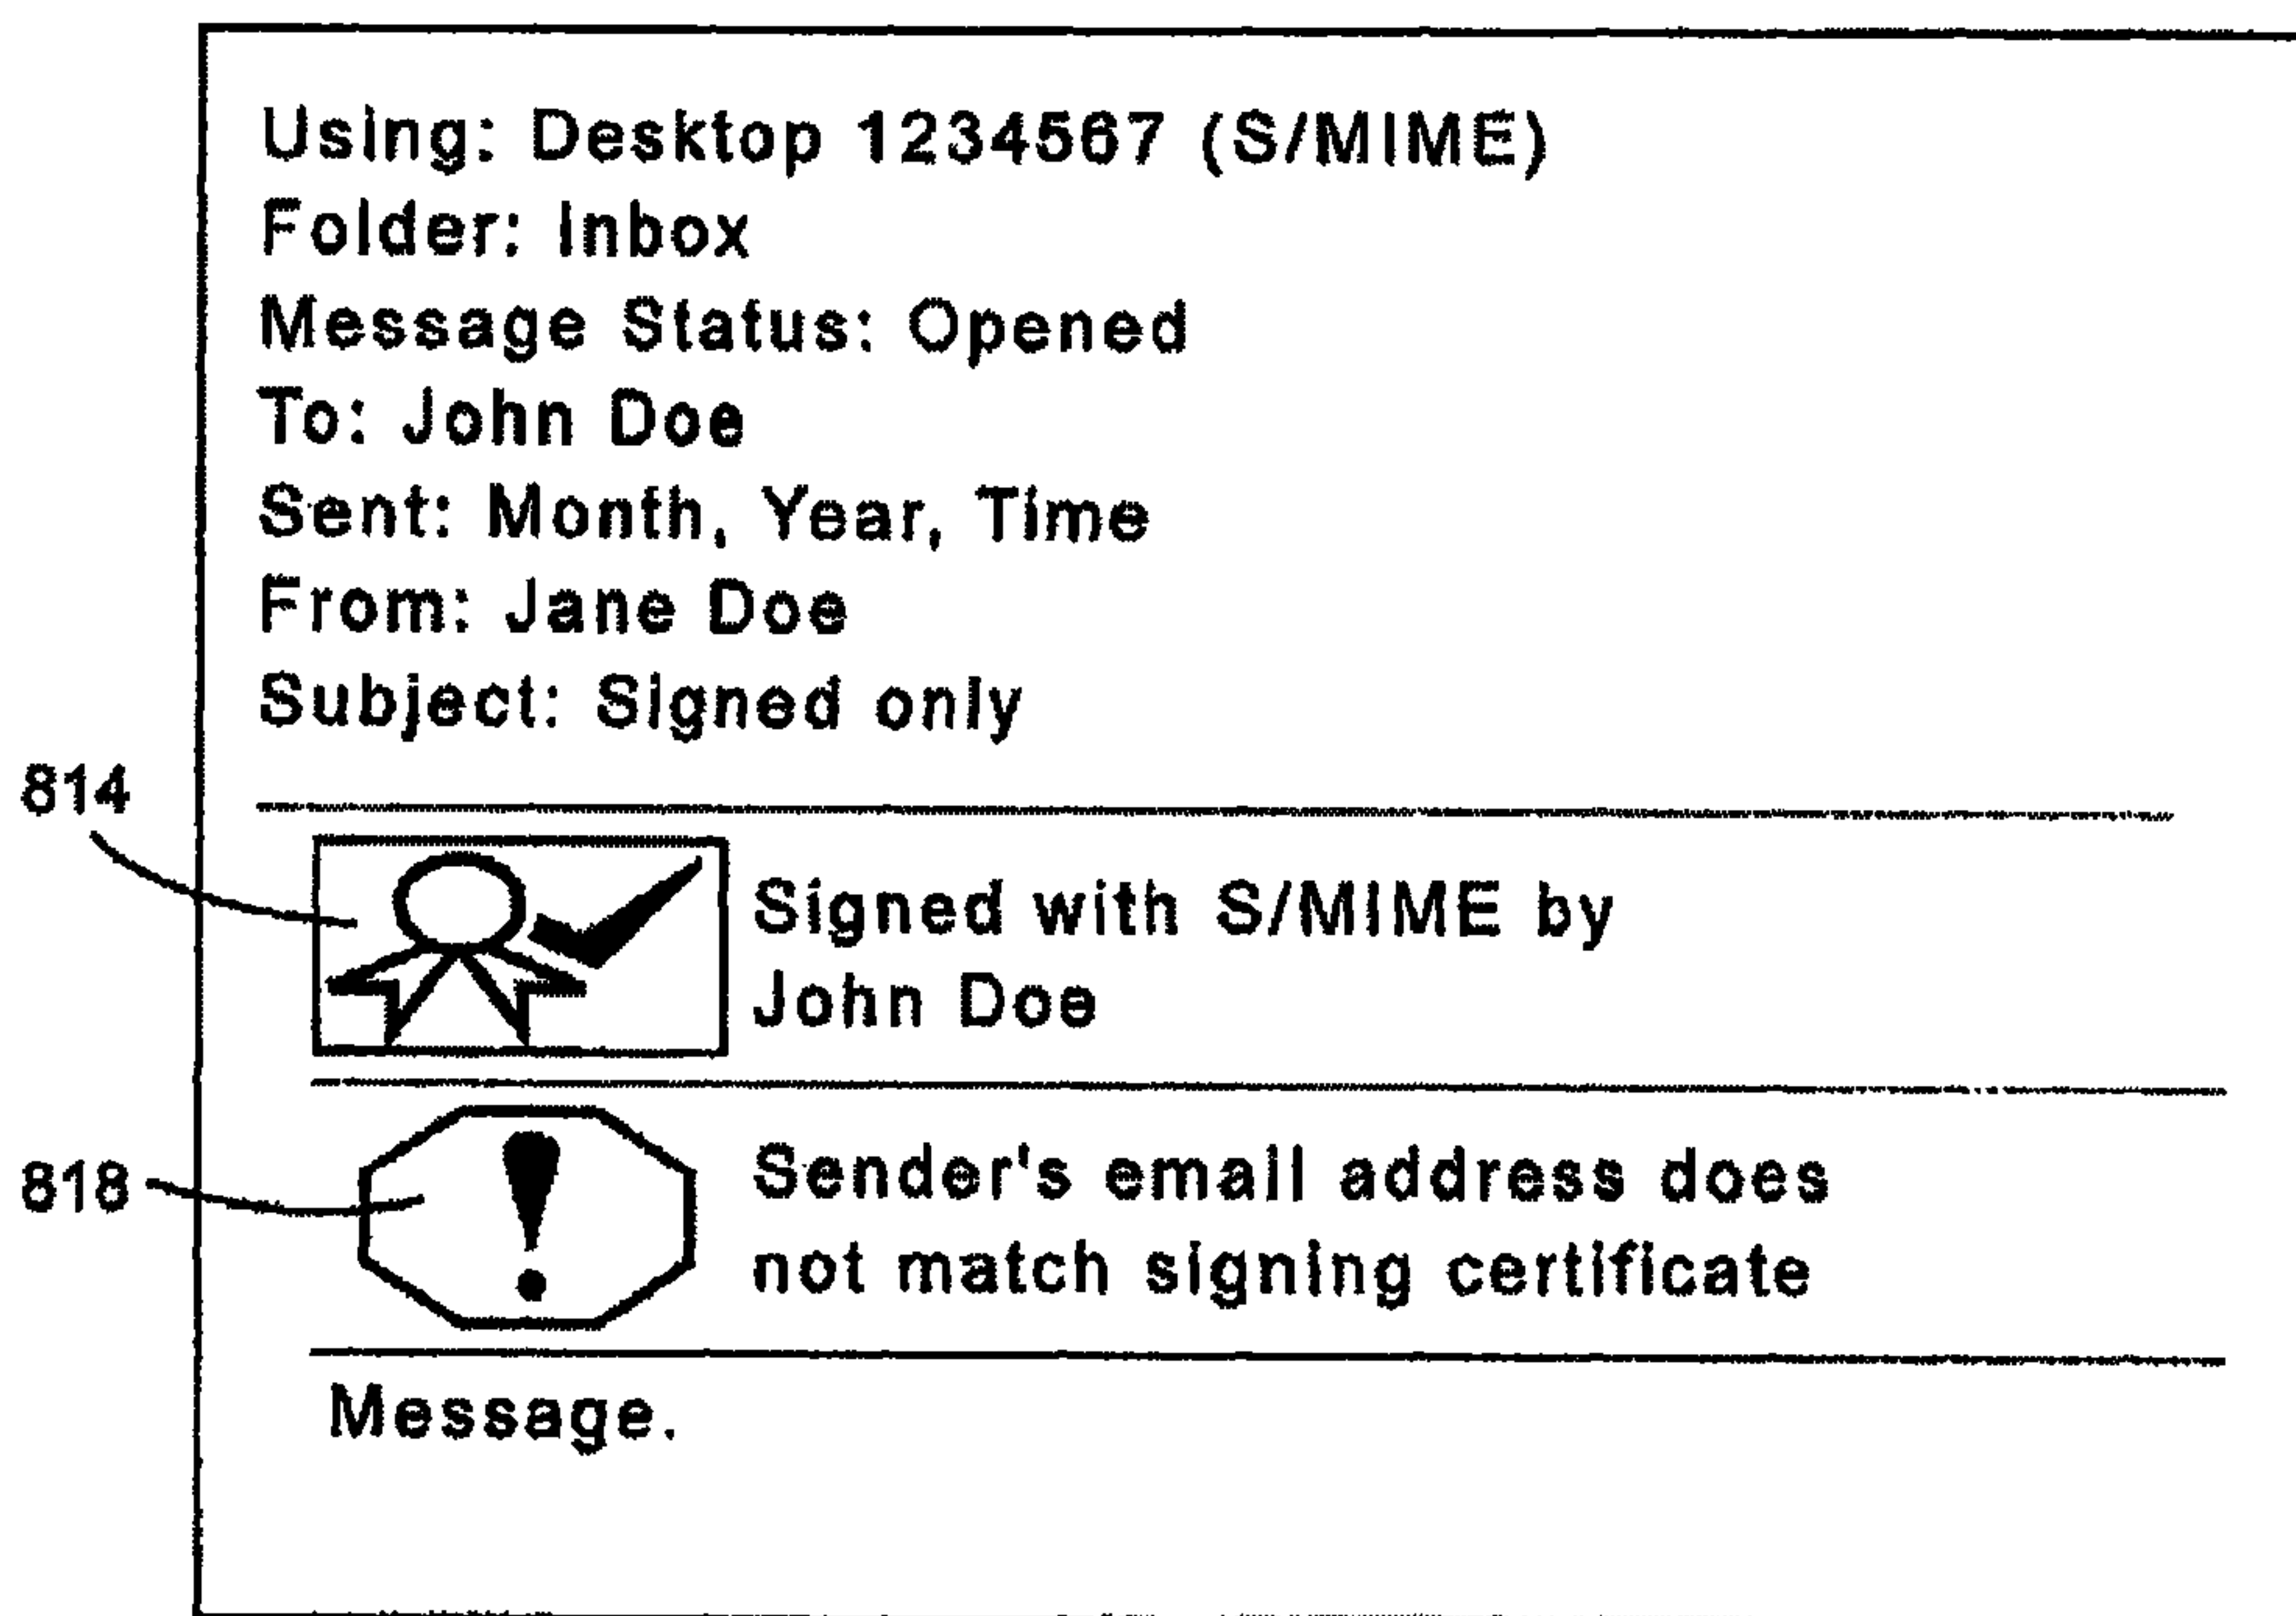 Using: Desktop 1234567 (S/MIME)
Folder: Inbox
Message Status: Opened
To: John Doe
Sent: Month, Year, Time
From: Jane Doe
Subject: Signed only
814
Signed with S/MIME by
John Doe
818
Sender's email address does
not match signing certificate
Message.